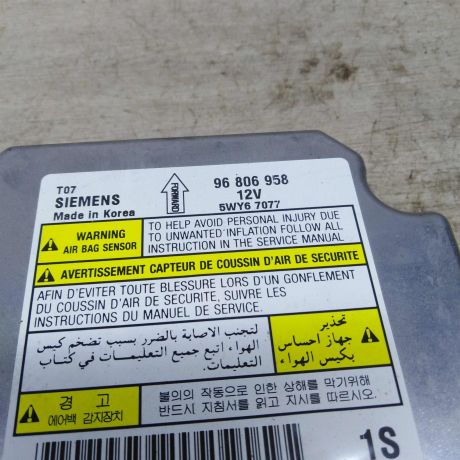 T07
SIEMENS
Made in Korea
FORWARD
96 806 958
12V
5WY6 7077
WARNING
AIR BAG SENSOR
TO HELP AVOID PERSONAL INJURY DUE
TO UNWANTED INFLATION FOLLOW ALL
INSTRUCTION IN THE SERVICE MANUAL
AVERTISSEMENT CAPTEUR DE COUSSIN D'AIR DE SECURITE
AFIN D'EVITER TOUTE BLESSURE LORS D'UN GONFLEMENT
DU COUSSIN D'AIR DE SECURITE, SUIVRE LES
INSTRUCTIONS DU MANUEL DE SERVICE.
تحذير
جهاز احساس
بكيس الهواء
لتجنب الاصابة بالضرر بسبب تضخم كيس
الهواء اتبع جميع التعليمات في كتاب
التعليمات.
경 고
에어백 감지장치
불의의 작동으로 인한 상해를 막기위해
반드시 지침서를 읽고 지시를 따르시오.
1S